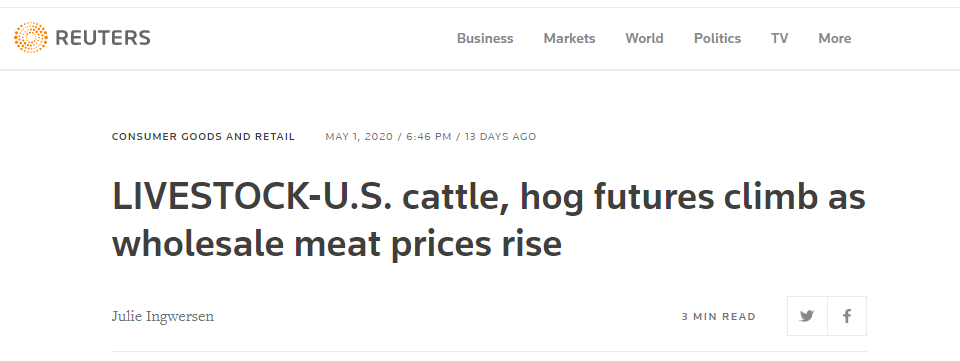 REUTERS
Business Markets World Politics TV More
CONSUMER GOODS AND RETAIL MAY 1, 2020 / 6:46 PM / 13 DAYS AGO
LIVESTOCK-U.S. cattle, hog futures climb as
wholesale meat prices rise
Julie Ingwersen 3 MIN READ